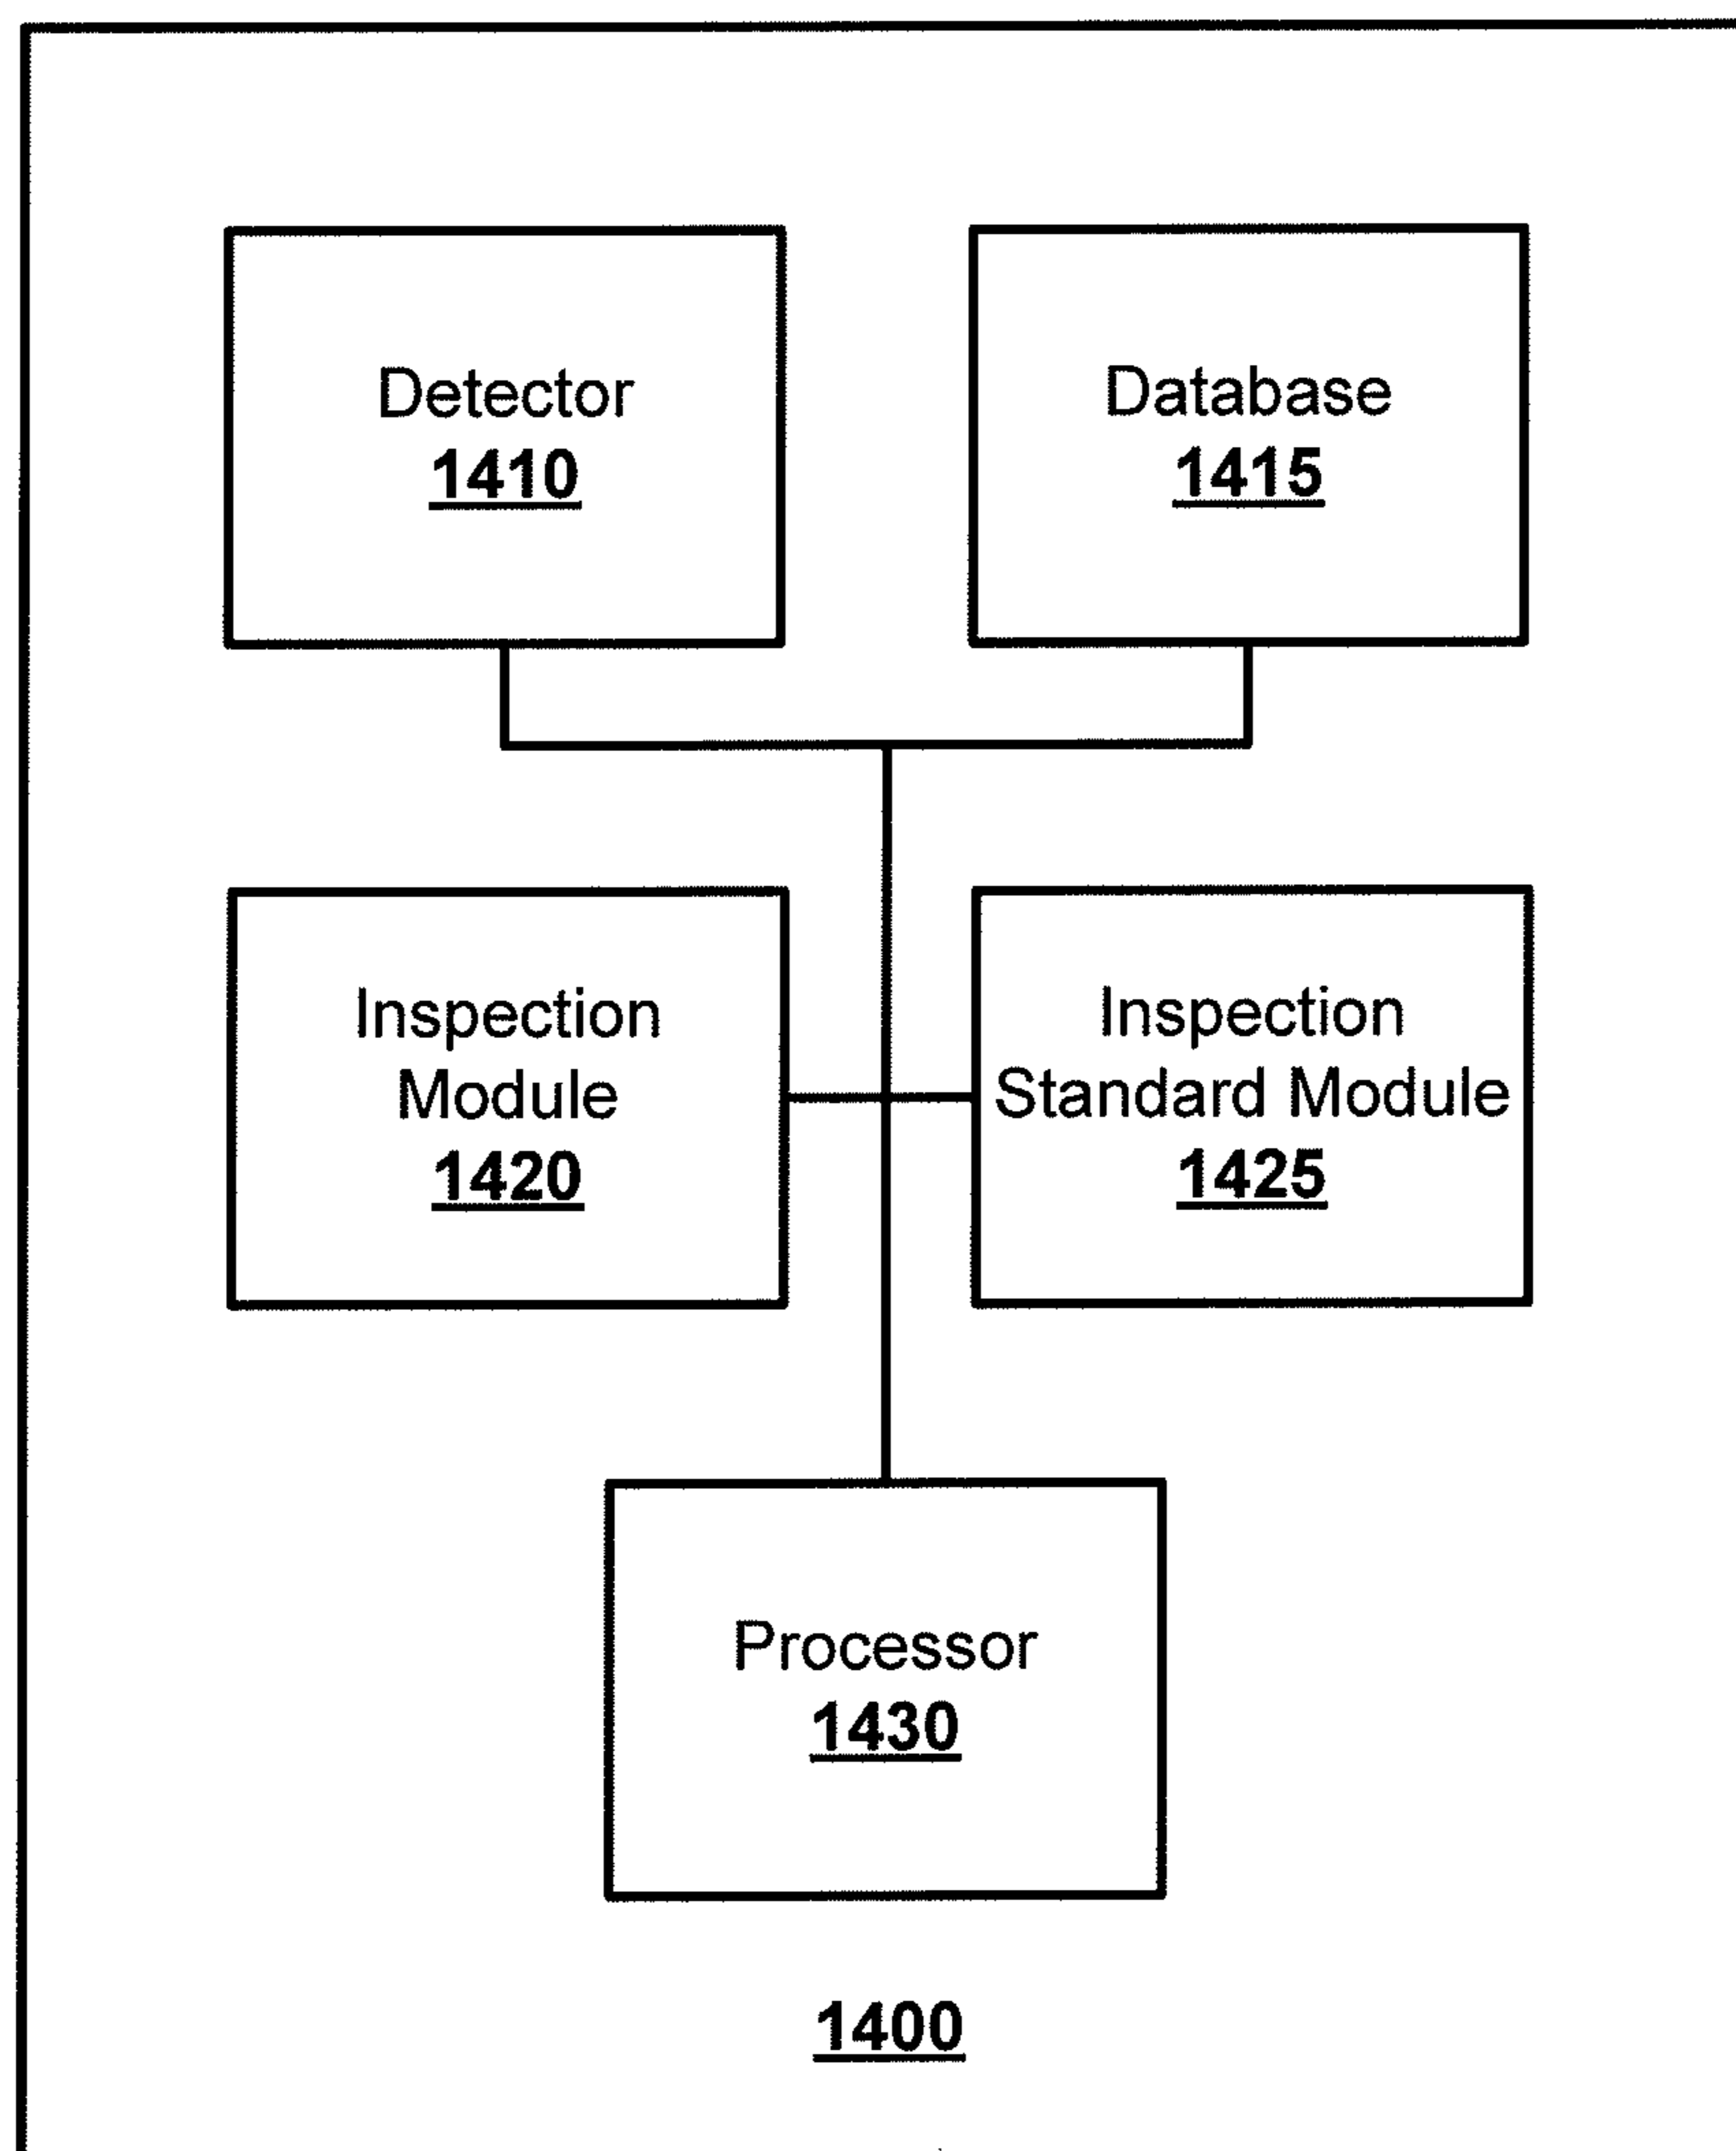 Detector
1410
Database
1415
Inspection
Module
1420
Inspection
Standard Module
1425
Processor
1430
1400